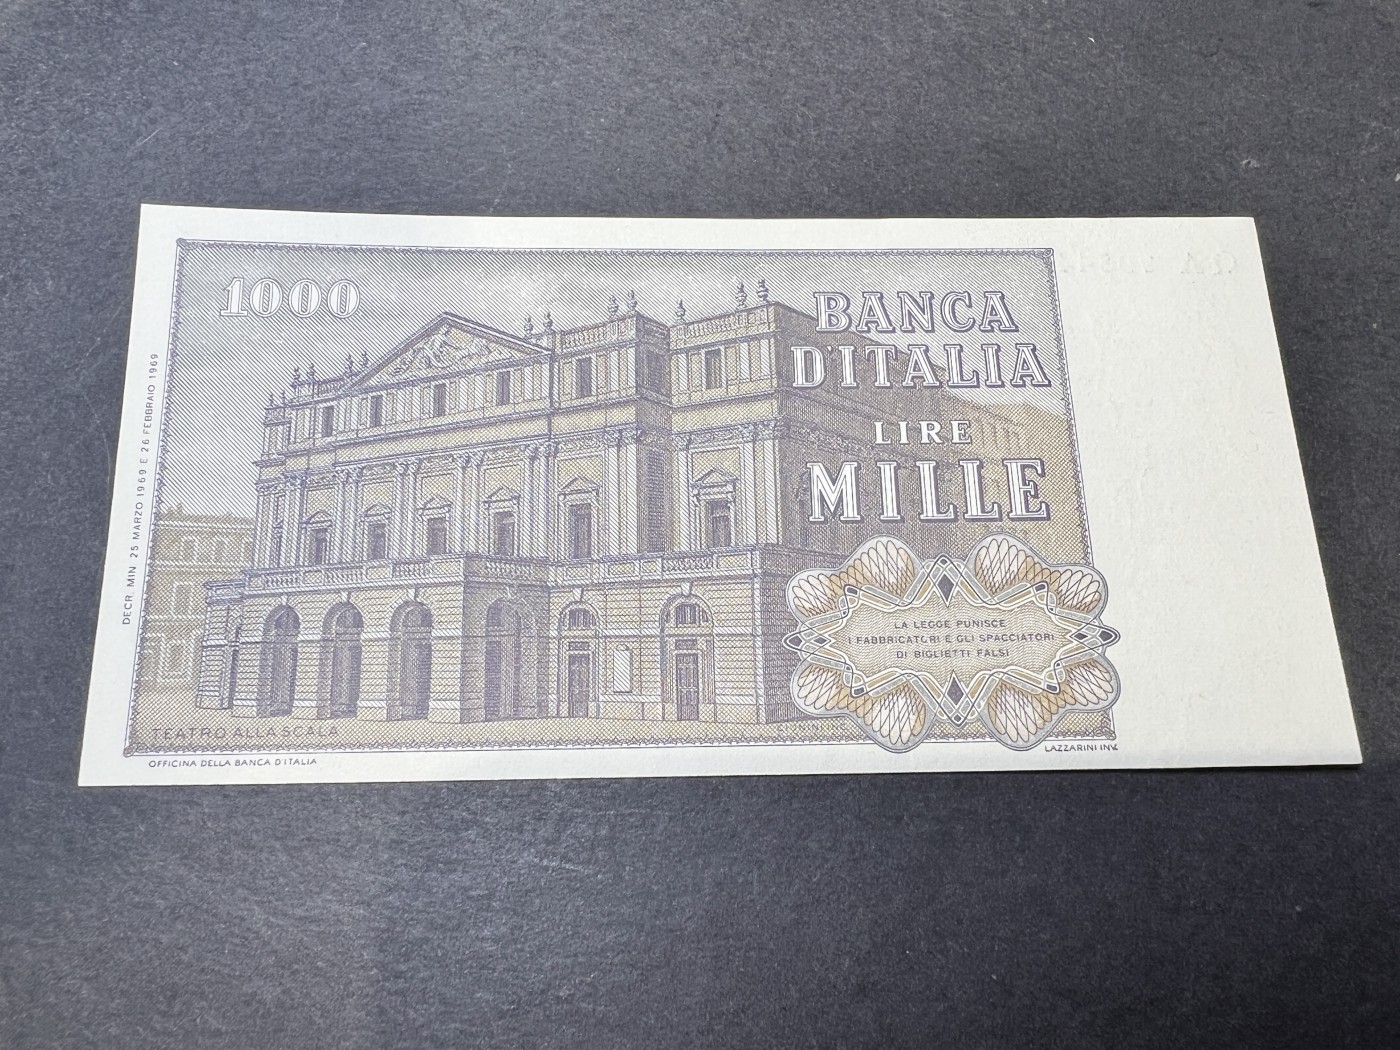 1000
BANCA
D'ITALIA
LIRE
MILLE
DECR. MIN. 25 MARZO 1969 E 26 FEBBRAIO 1969
LA LEGGE PUNISCE
I FABBRICATORI E GLI SPACCIATORI
DI BIGLIETTI FALSI
TEATRO ALLA SCALA
OFFICINA DELLA BANCA D'ITALIA
LAZZARINI INV.